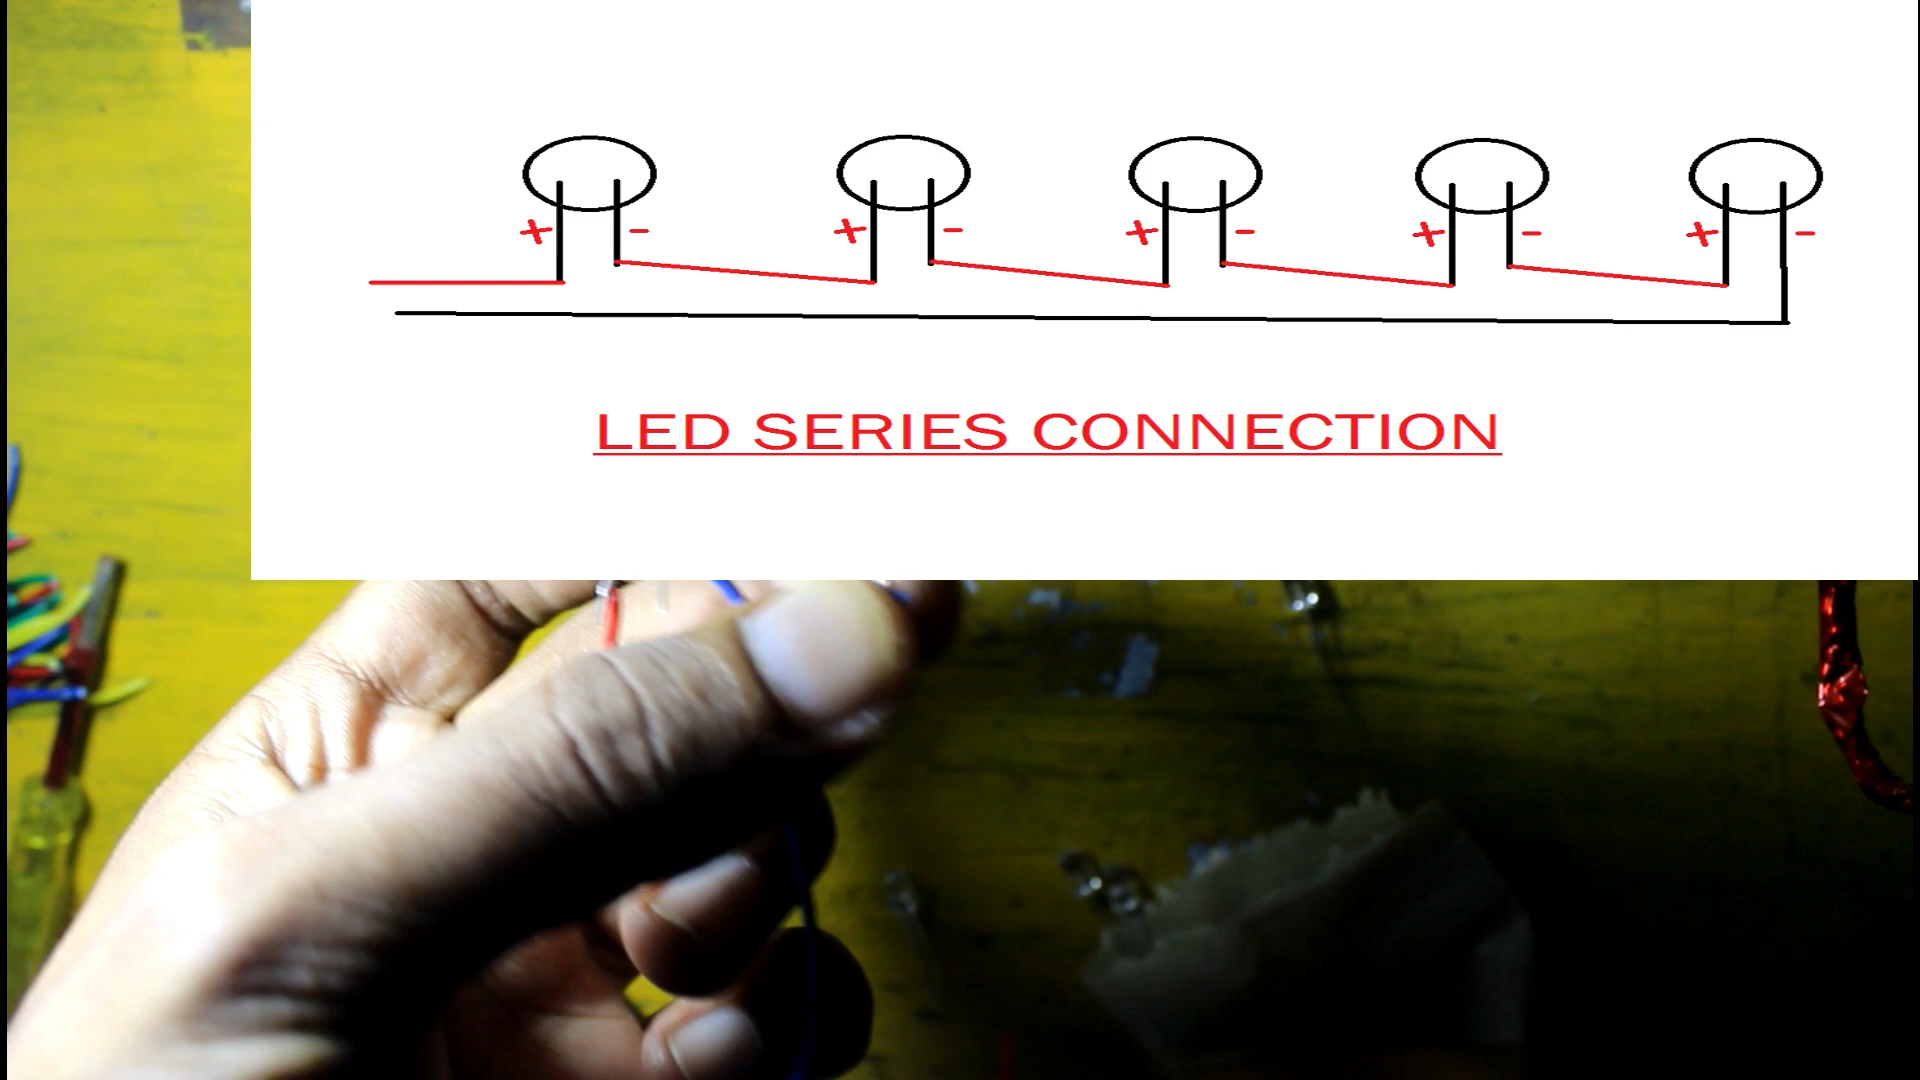 + - + - + - + - + -
LED SERIES CONNECTION